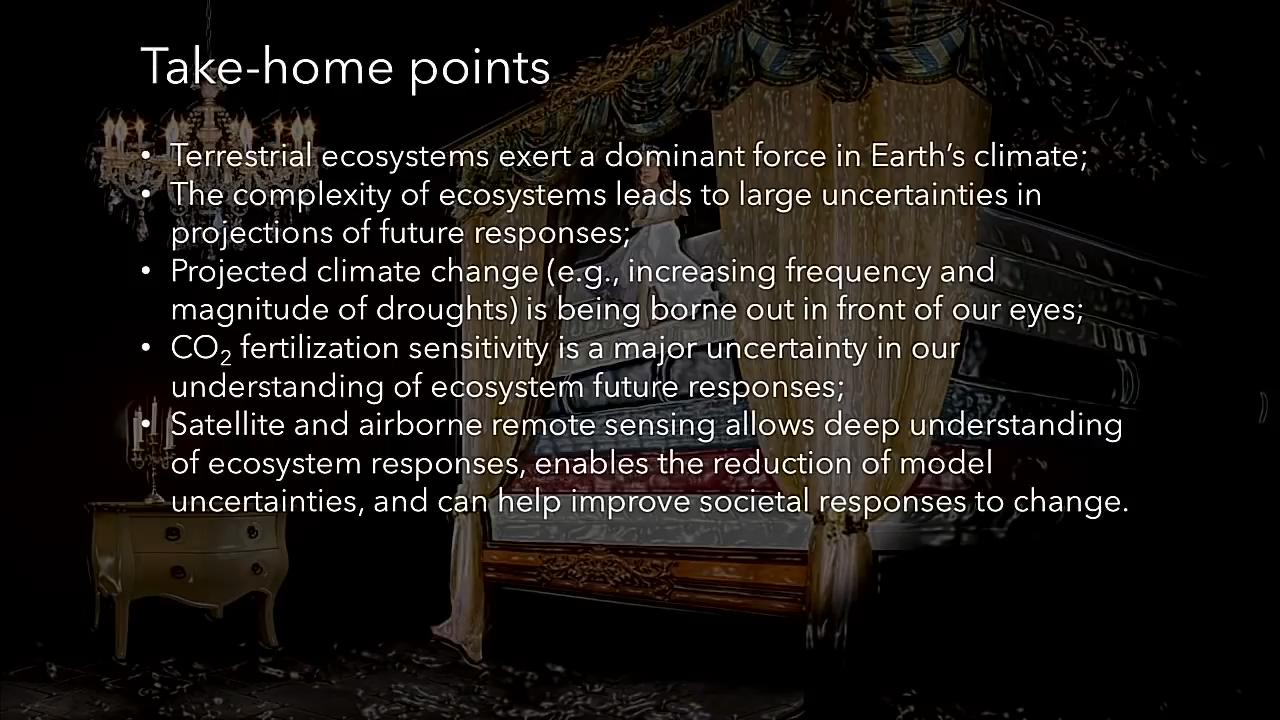 Take-home points
• Terrestrial ecosystems exert a dominant force in Earth’s climate;
• The complexity of ecosystems leads to large uncertainties in
projections of future responses;
• Projected climate change (e.g., increasing frequency and
magnitude of droughts) is being borne out in front of our eyes;
• CO₂ fertilization sensitivity is a major uncertainty in our
understanding of ecosystem future responses;
• Satellite and airborne remote sensing allows deep understanding
of ecosystem responses, enables the reduction of model
uncertainties, and can help improve societal responses to change.